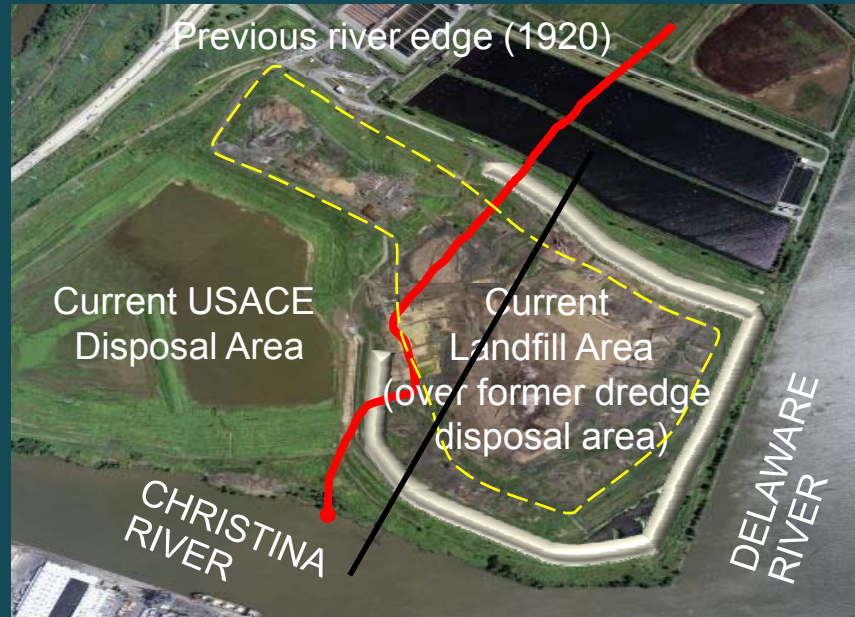 Previous river edge (1920)
Current USACE
Disposal Area
Current
Landfill Area
(over former dredge
disposal area)
CHRISTINA
RIVER
DELAWARE
RIVER